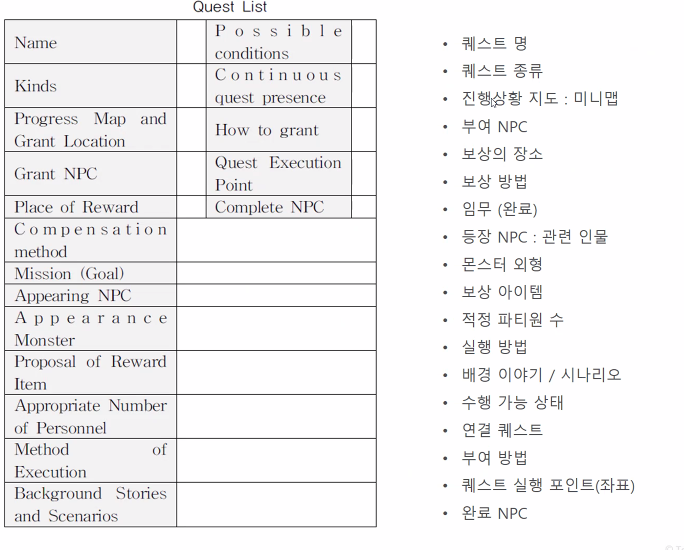 Quest List
Name
Possible
conditions
Kinds
Continuous
quest presence
Progress Map and
Grant Location
How to grant
Grant NPC
Quest Execution
Point
Place of Reward
Complete NPC
Compensation
method
Mission (Goal)
Appearing NPC
Appearance
Monster
Proposal of Reward
Item
Appropriate Number
of Personnel
Method of
Execution
Background Stories
and Scenarios
• 퀘스트 명
• 퀘스트 종류
• 진행상황 지도 : 미니맵
• 부여 NPC
• 보상의 장소
• 보상 방법
• 임무 (완료)
• 등장 NPC : 관련 인물
• 몬스터 외형
• 보상 아이템
• 적정 파티원 수
• 실행 방법
• 배경 이야기 / 시나리오
• 수행 가능 상태
• 연결 퀘스트
• 부여 방법
• 퀘스트 실행 포인트(좌표)
• 완료 NPC